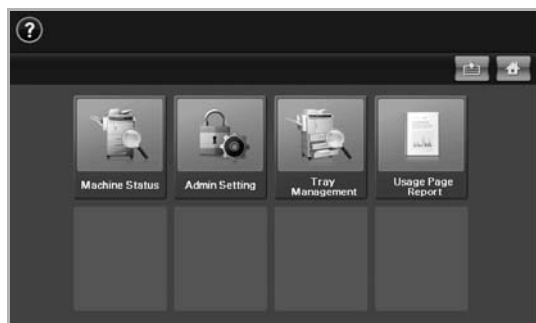 ?
Machine Status
Admin Setting
Tray
Management
Usage Page
Report